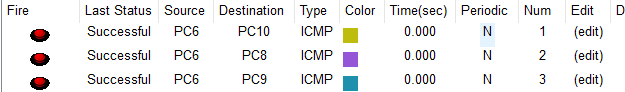 Fire Last Status Source Destination Type Color Time(sec) Periodic Num Edit D
Successful PC6 PC10 ICMP 0.000 N 1 (edit)
Successful PC6 PC8 ICMP 0.000 N 2 (edit)
Successful PC6 PC9 ICMP 0.000 N 3 (edit)